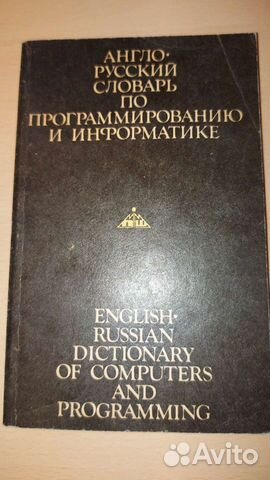 АНГЛО·
РУССКИЙ
СЛОВАРЬ
ПО
ПРОГРАММИРОВАНИЮ
И ИНФОРМАТИКЕ
ENGLISH·
RUSSIAN
DICTIONARY
OF COMPUTERS
AND
PROGRAMMING
Avito